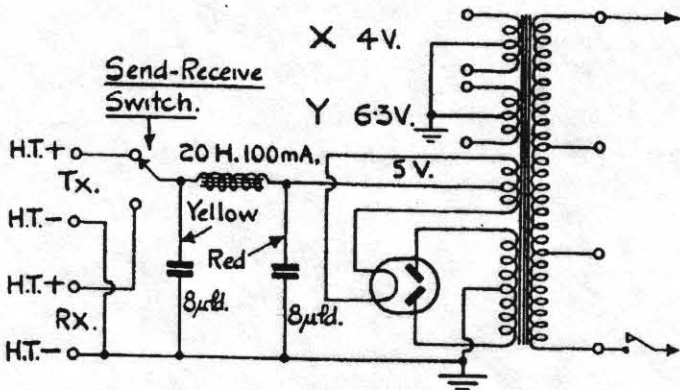 X 4V.
Send-Receive
Switch.
Y 6·3V.
H.T.+
20 H. 100mA.
5 V.
Tx.
Yellow
H.T.-
Red
H.T.+
8μfd.
8μfd.
Rx.
H.T.-